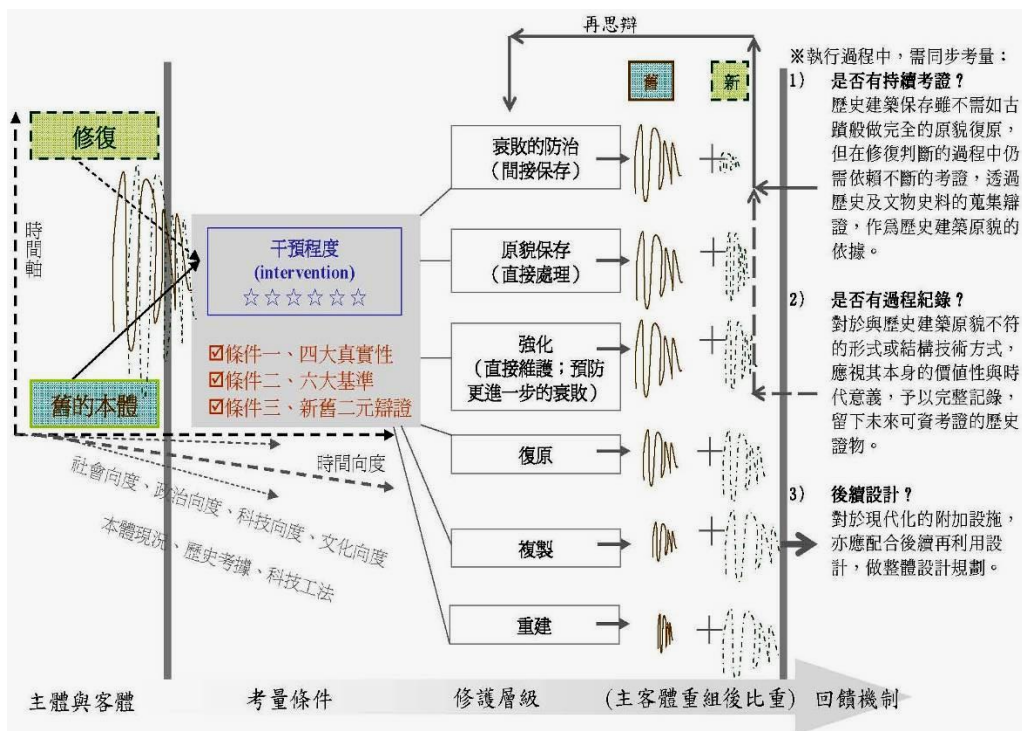 再思辯
舊
新
修復
時間軸
舊的本體
干預程度
(intervention)
☆☆☆☆☆☆
☑條件一、四大真實性
☑條件二、六大基準
☑條件三、新舊二元辯證
時間向度
社會向度、政治向度、科技向度、文化向度
本體現況、歷史考據、科技工法
衰敗的防治
(間接保存)
原貌保存
(直接處理)
強化
(直接維護；預防
更進一步的衰敗)
復原
複製
重建
+
+
+
+
+
+
※執行過程中，需同步考量：
1) 是否有持續考證？
歷史建築保存雖不需如古
蹟般做完全的原貌復原，
但在修復判斷的過程中仍
需依賴不斷的考證，透過
歷史及文物史料的蒐集辯
證，作為歷史建築原貌的
依據。
2) 是否有過程紀錄？
對於與歷史建築原貌不符
的形式或結構技術方式，
應視其本身的價值性與時
代意義，予以完整記錄，
留下未來可資考證的歷史
證物。
3) 後續設計？
對於現代化的附加設施，
亦應配合後續再利用設
計，做整體設計規劃。
主體與客體
考量條件
修護層級
(主客體重組後比重)
回饋機制